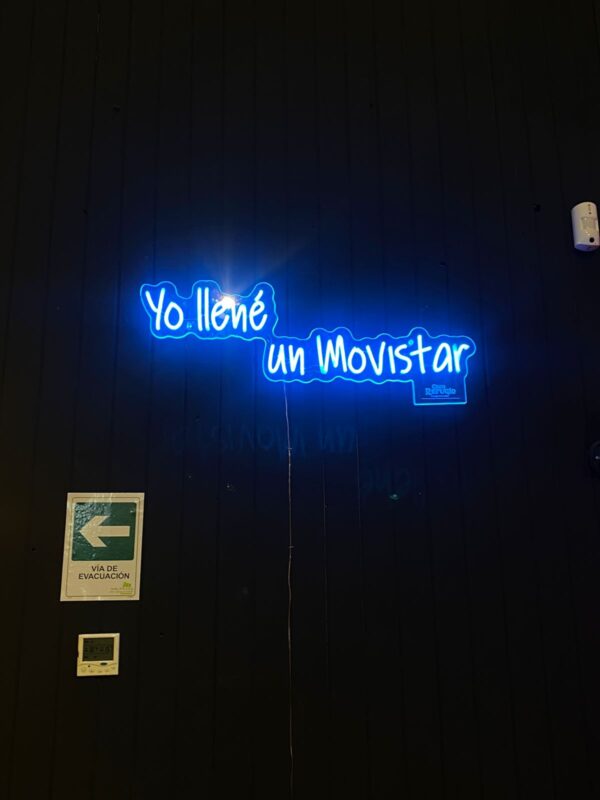 Yo llené
un Movistar
VÍA DE
EVACUACIÓN